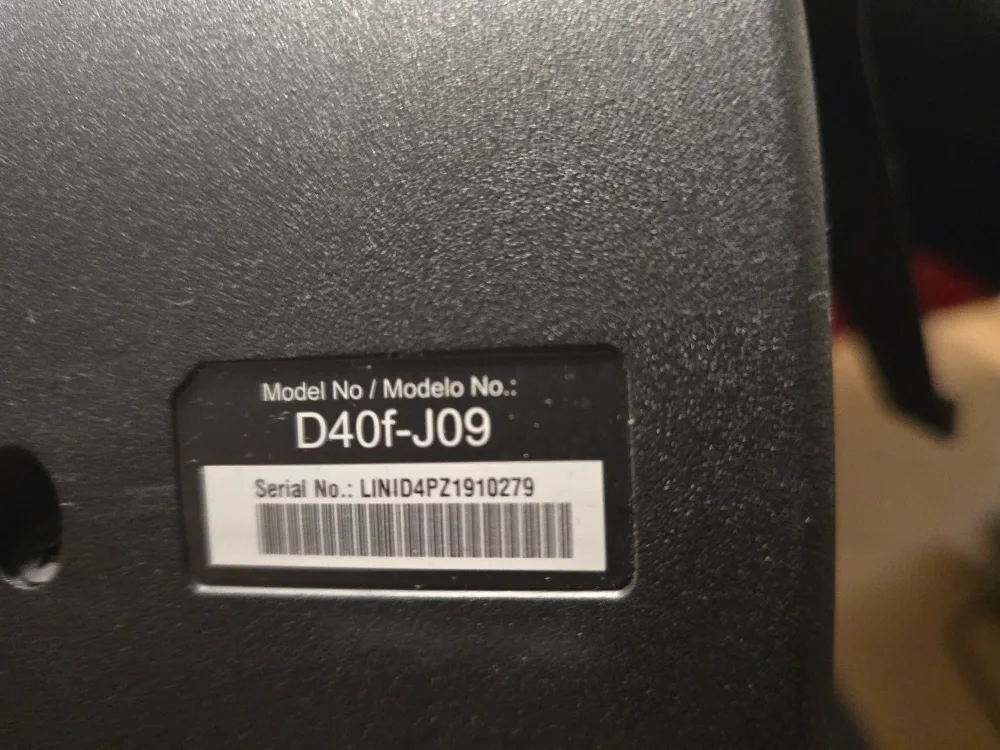 Model No / Modelo No.:
D40f-J09
Serial No.: LINID4PZ1910279